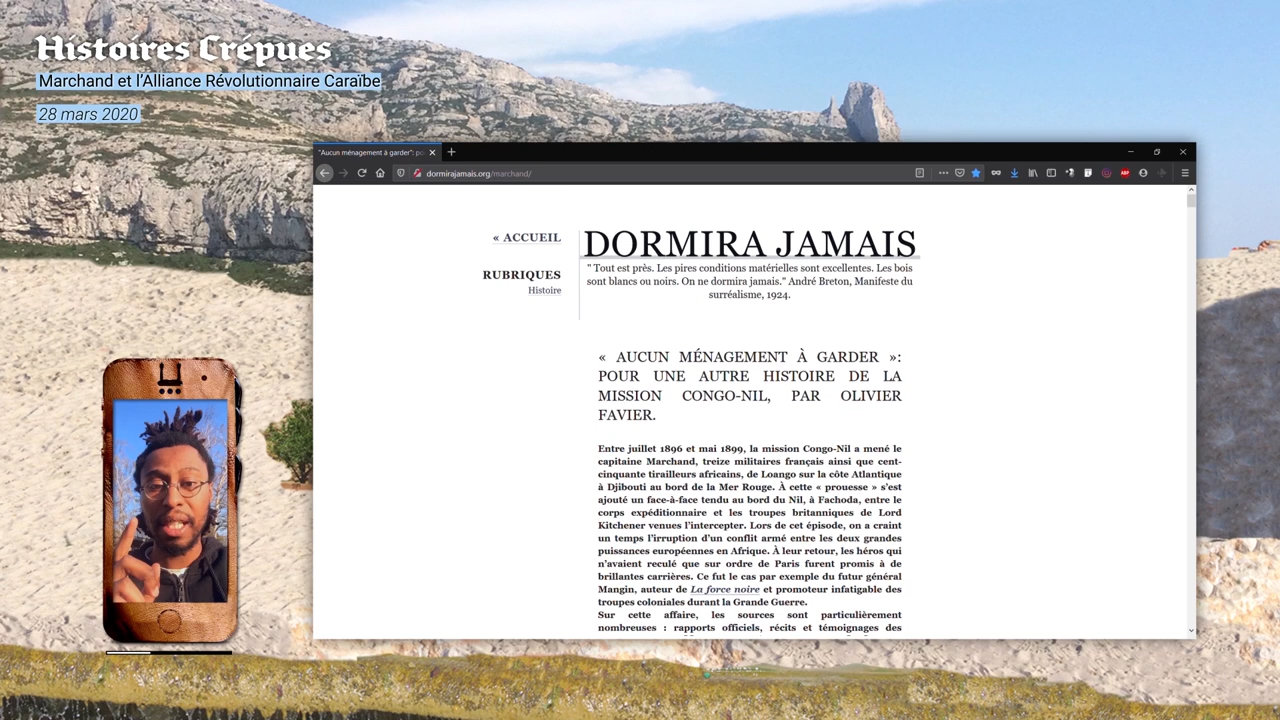 Histoires Crépues
Marchand et l'Alliance Révolutionnaire Caraïbe
28 mars 2020
"Aucun ménagement à garder": po
dormirajamais.org/marchand/
ABP
« ACCUEIL
RUBRIQUES
Histoire
DORMIRA JAMAIS
" Tout est près. Les pires conditions matérielles sont excellentes. Les bois
sont blancs ou noirs. On ne dormira jamais." André Breton, Manifeste du
surréalisme, 1924.
« AUCUN MÉNAGEMENT À GARDER »:
POUR UNE AUTRE HISTOIRE DE LA
MISSION CONGO-NIL, PAR OLIVIER
FAVIER.
Entre juillet 1896 et mai 1899, la mission Congo-Nil a mené le
capitaine Marchand, treize militaires français ainsi que cent-
cinquante tirailleurs africains, de Loango sur la côte Atlantique
à Djibouti au bord de la Mer Rouge. À cette « prouesse » s'est
ajouté un face-à-face tendu au bord du Nil, à Fachoda, entre le
corps expéditionnaire et les troupes britanniques de Lord
Kitchener venues l'intercepter. Lors de cet épisode, on a craint
un temps l'irruption d'un conflit armé entre les deux grandes
puissances européennes en Afrique. À leur retour, les héros qui
n'avaient reculé que sur ordre de Paris furent promis à de
brillantes carrières. Ce fut le cas par exemple du futur général
Mangin, auteur de La force noire et promoteur infatigable des
troupes coloniales durant la Grande Guerre.
Sur cette affaire, les sources sont particulièrement
nombreuses : rapports officiels, récits et témoignages des